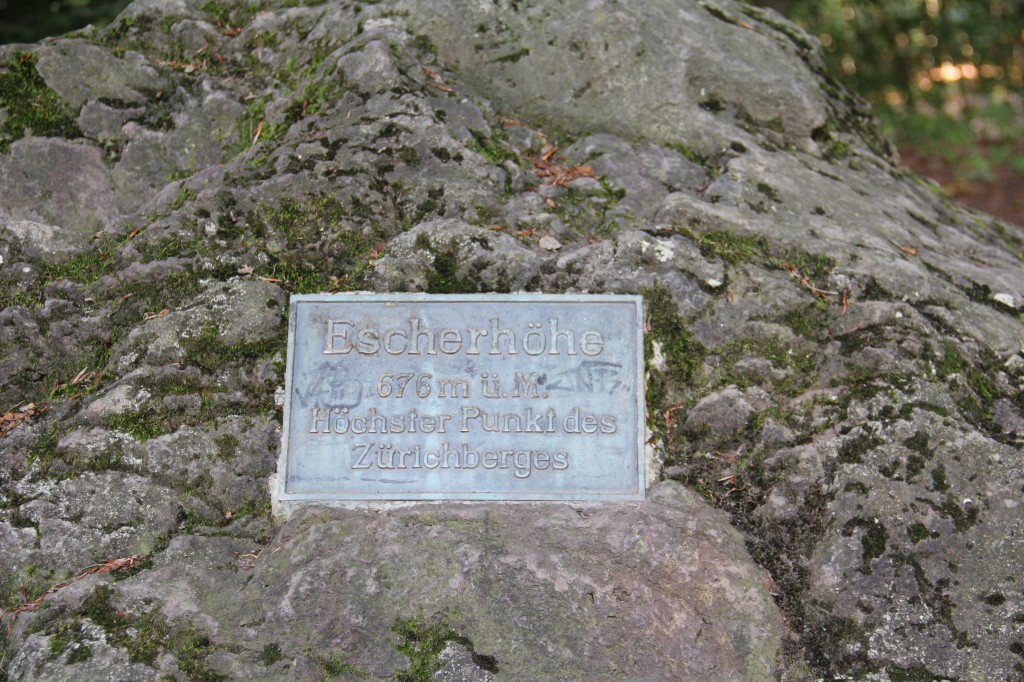 Escherhöhe
676 m ü. M.
Höchster Punkt des
Zürichberges